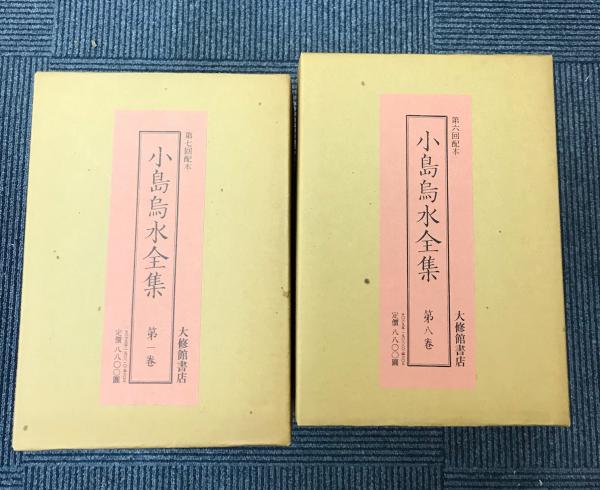 第七回配本
小島烏水全集
第一巻
大修館書店
定價八八〇〇圓
第六回配本
小島烏水全集
第八巻
大修館書店
定價八八〇〇圓